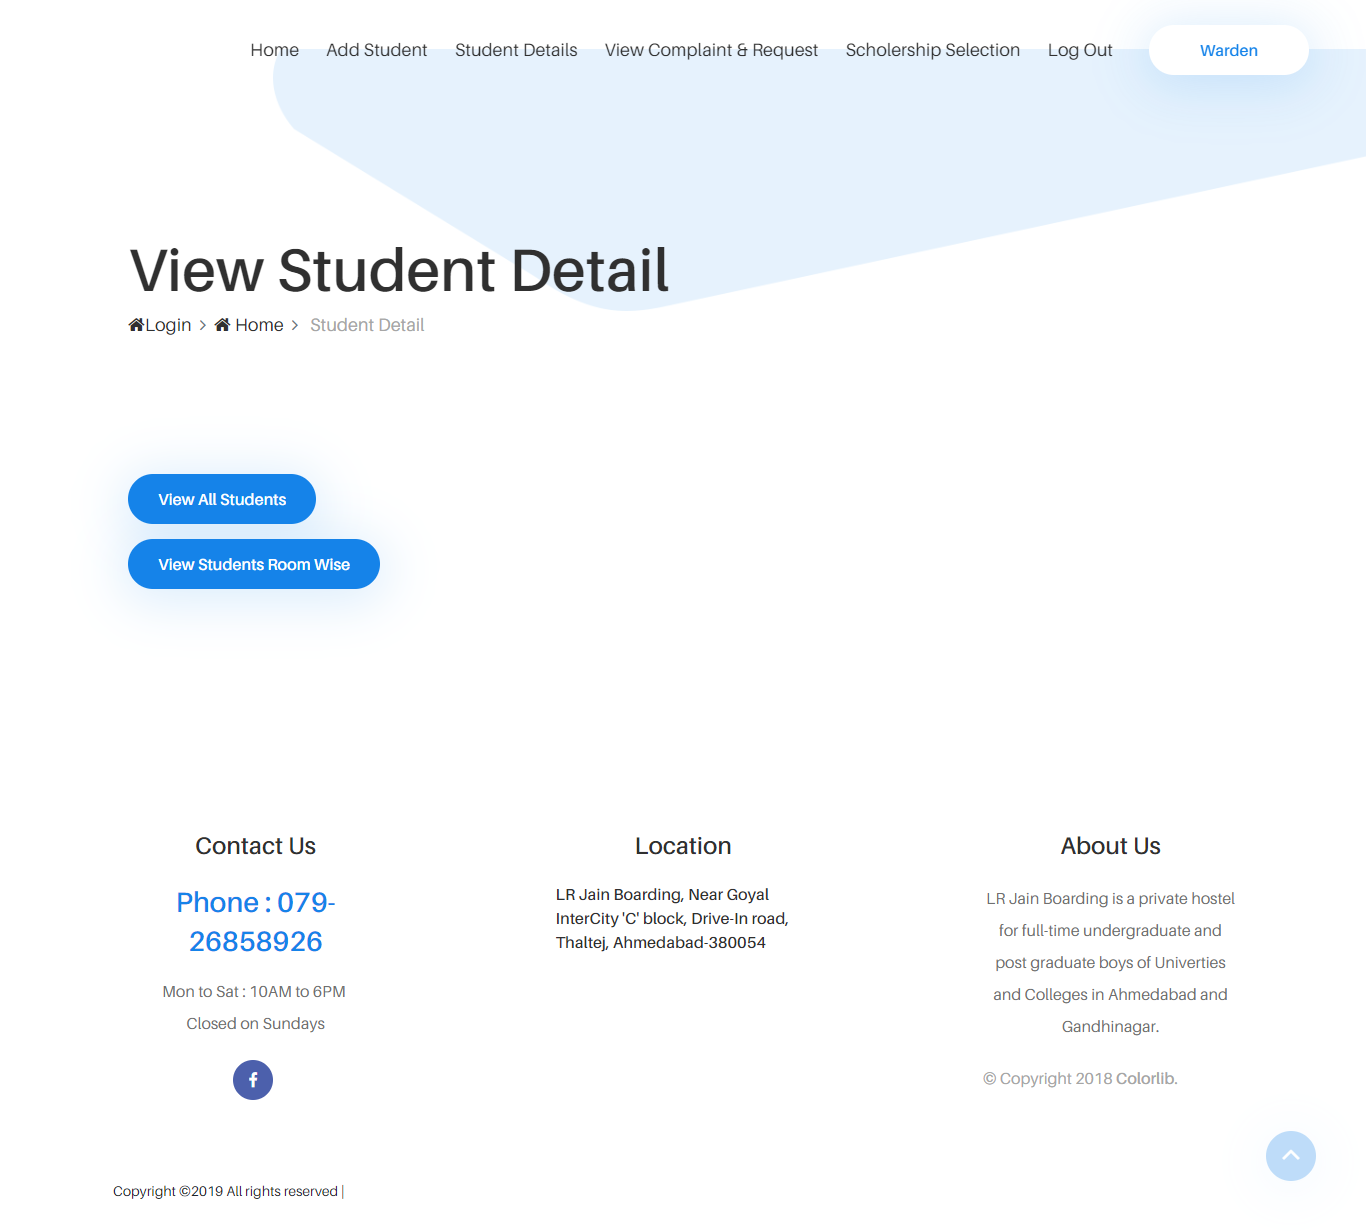 Home Add Student Student Details View Complaint & Request Scholership Selection Log Out Warden
View Student Detail
Login > Home > Student Detail
View All Students
View Students Room Wise
Contact Us
Phone : 079-
26858926
Mon to Sat : 10AM to 6PM
Closed on Sundays
Location
LR Jain Boarding, Near Goyal
InterCity 'C' block, Drive-In road,
Thaltej, Ahmedabad-380054
About Us
LR Jain Boarding is a private hostel
for full-time undergraduate and
post graduate boys of Univerties
and Colleges in Ahmedabad and
Gandhinagar.
© Copyright 2018 Colorlib.
Copyright ©2019 All rights reserved |